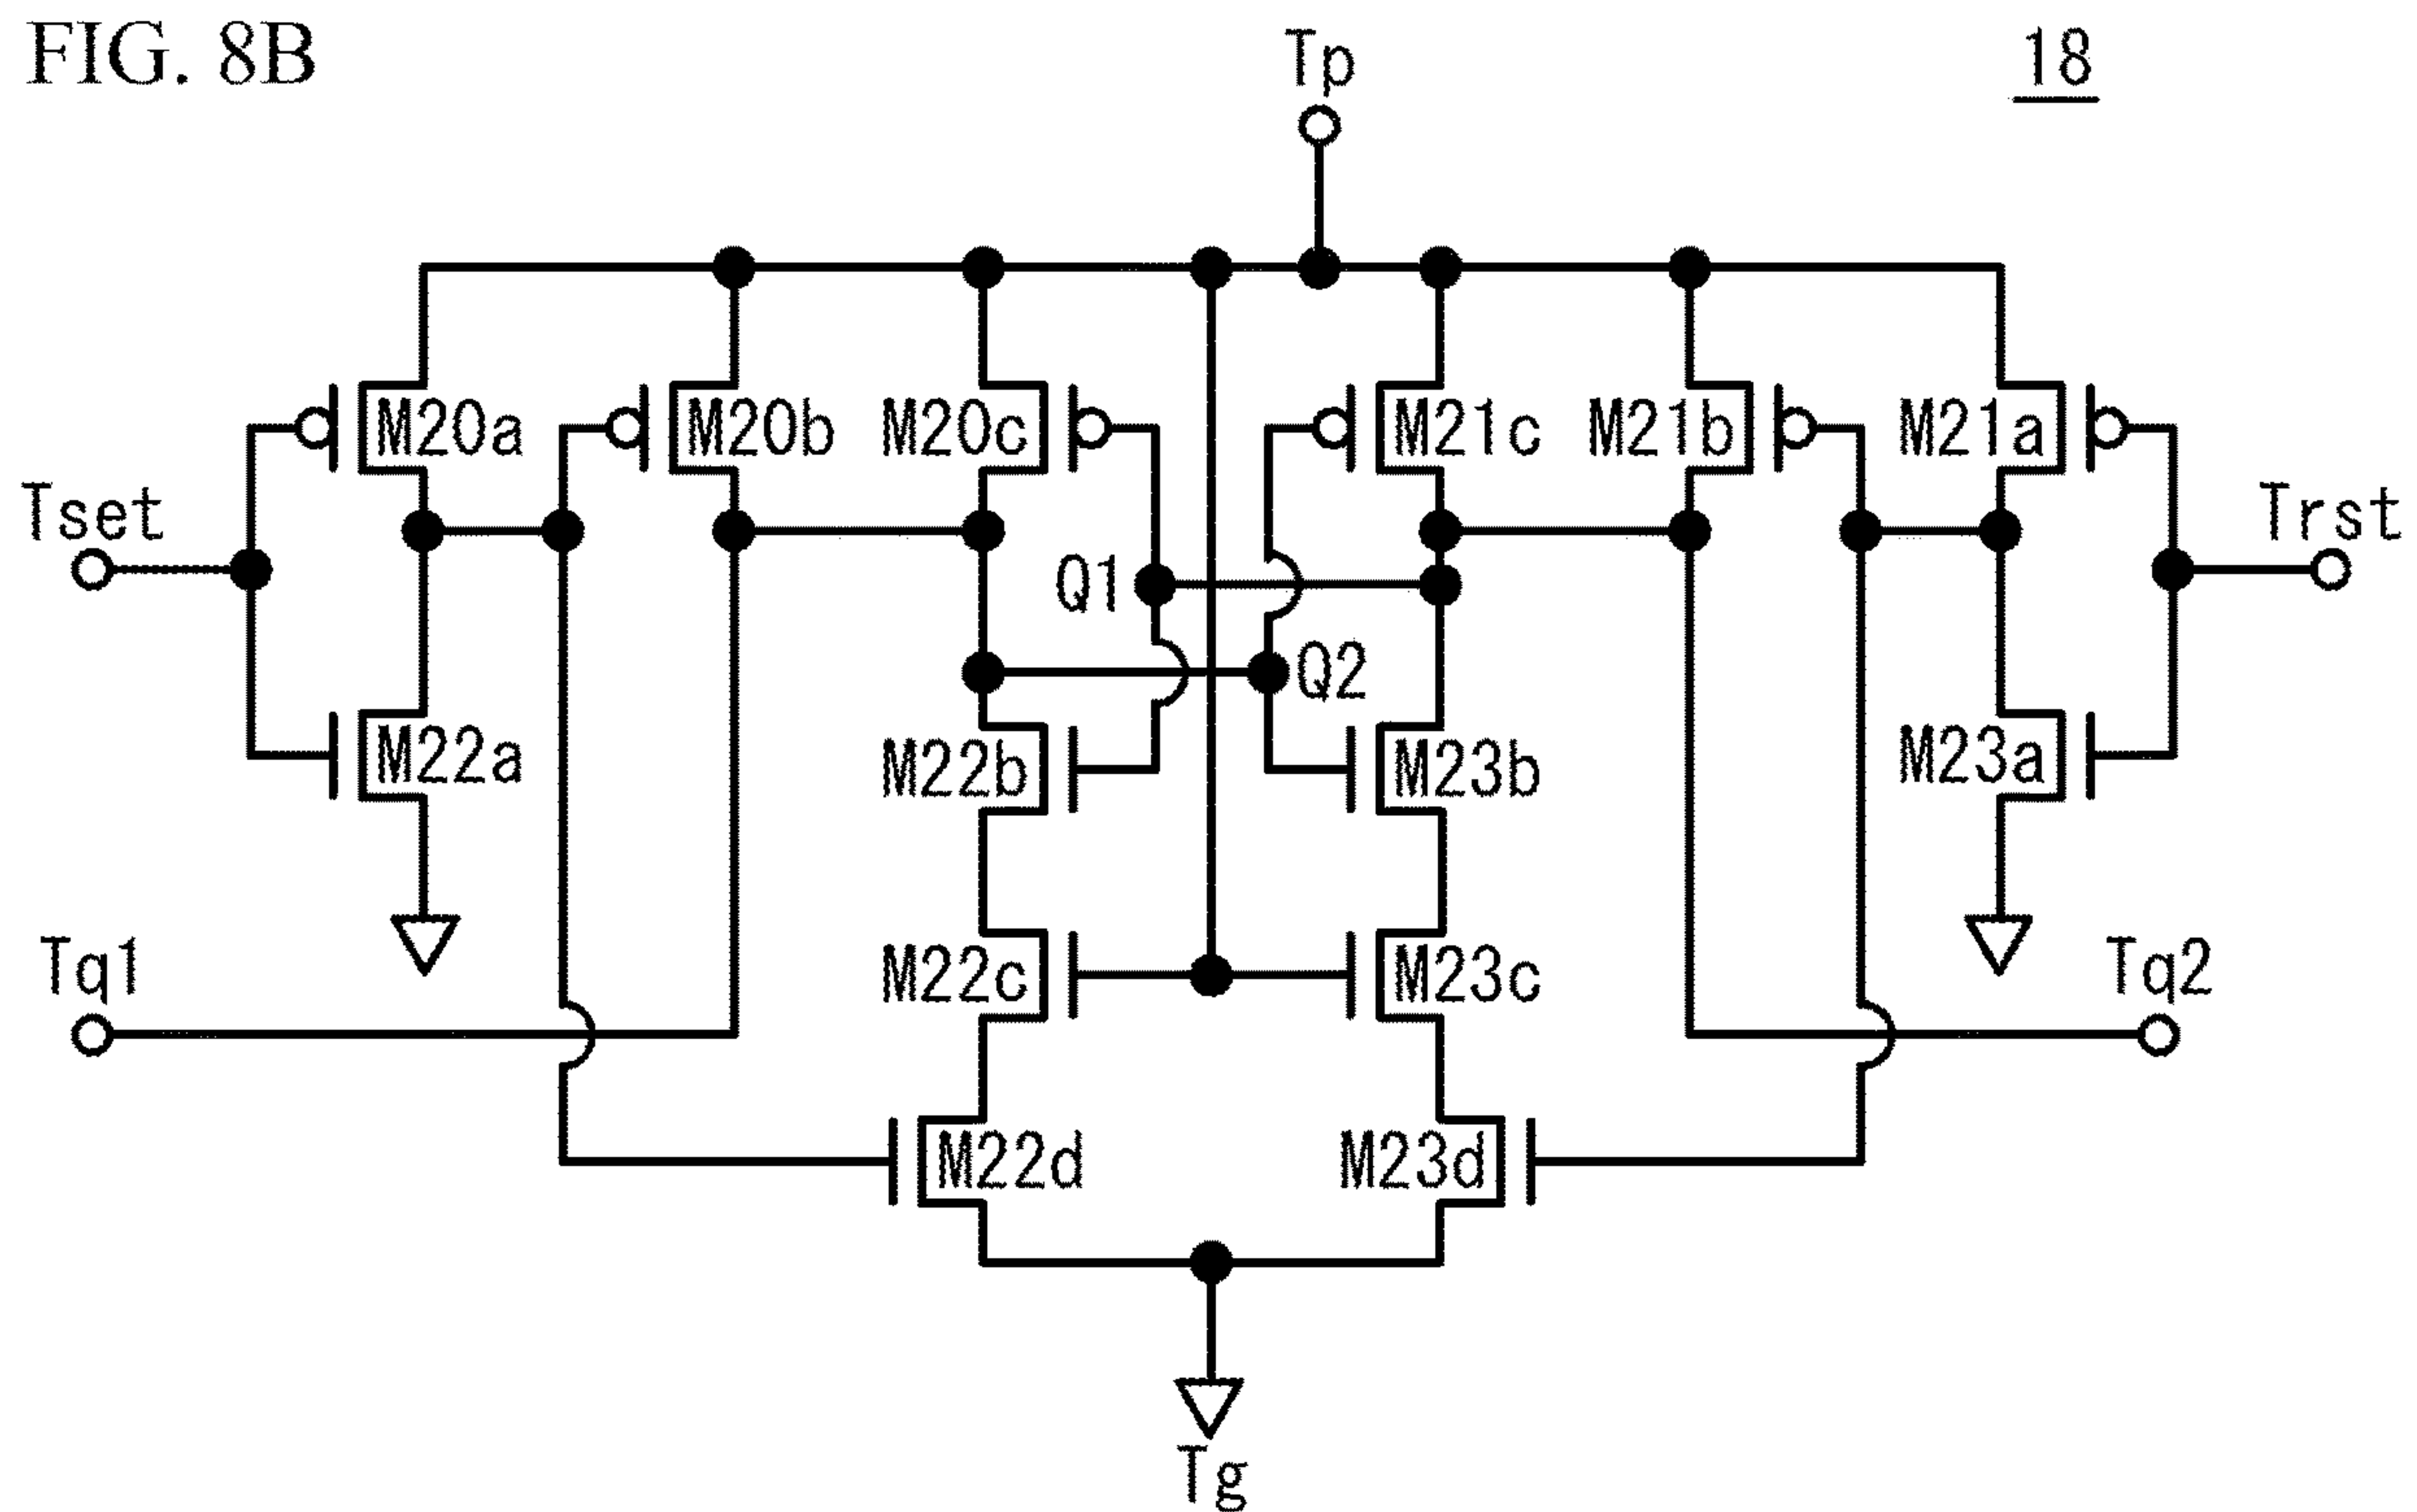 FIG. 8B
Tp
18
M20a
M20b
M20c
M21c
M21b
M21a
Tset
Trst
Q1
Q2
M22a
M22b
M23b
M23a
Tq1
M22c
M23c
Tq2
M22d
M23d
Tg